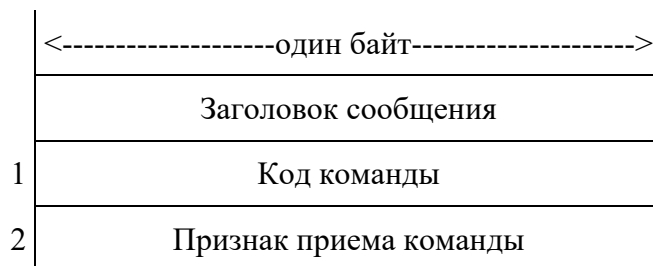 <--------------------один байт--------------------->
Заголовок сообщения
1 Код команды
2 Признак приема команды